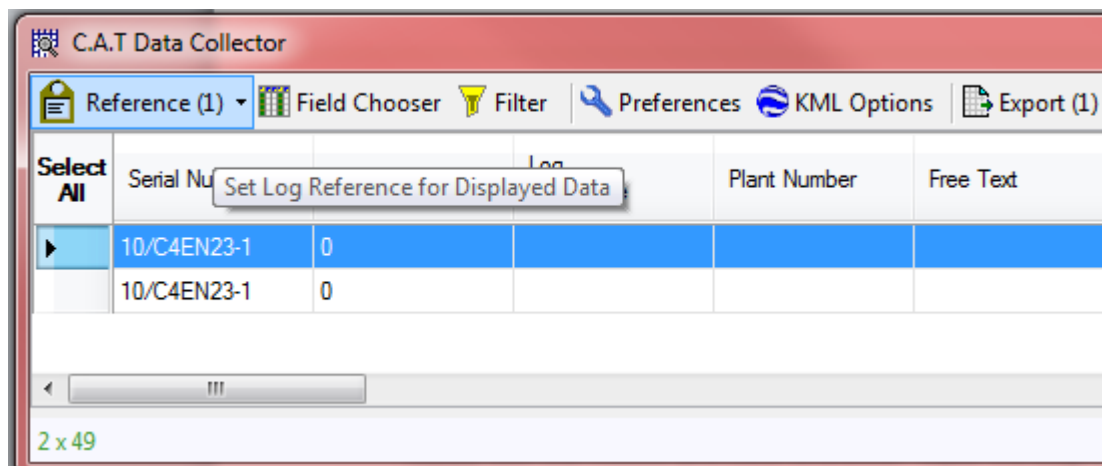 C.A.T Data Collector
Reference (1) Field Chooser Filter Preferences KML Options Export (1)
Select All Serial Nu Plant Number Free Text
Set Log Reference for Displayed Data
10/C4EN23-1 0
10/C4EN23-1 0
2 x 49